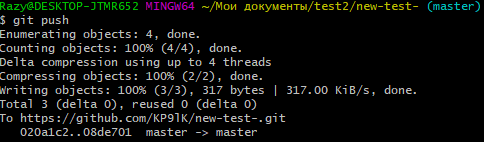 Razy@DESKTOP-JTMR652 MINGW64 ~/Мои документы/test2/new-test- (master)
$ git push
Enumerating objects: 4, done.
Counting objects: 100% (4/4), done.
Delta compression using up to 4 threads
Compressing objects: 100% (2/2), done.
Writing objects: 100% (3/3), 317 bytes | 317.00 KiB/s, done.
Total 3 (delta 0), reused 0 (delta 0)
To https://github.com/KP9lK/new-test-.git
   020a1c2..08de701  master -> master